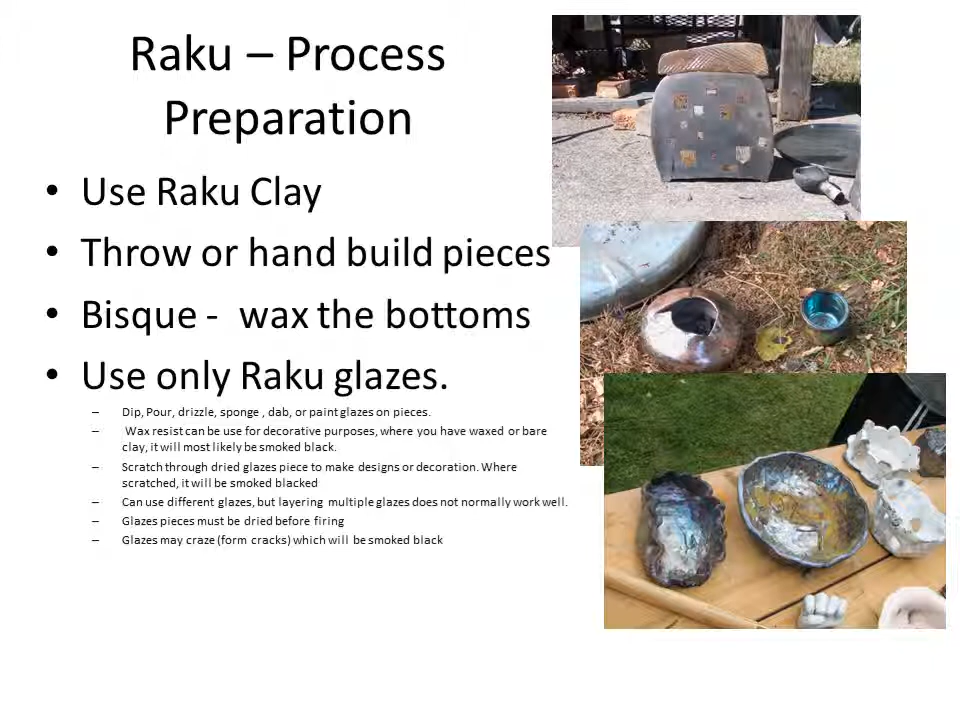 Raku – Process
Preparation
• Use Raku Clay
• Throw or hand build pieces
• Bisque -  wax the bottoms
• Use only Raku glazes.
– Dip, Pour, drizzle, sponge , dab, or paint glazes on pieces.
– Wax resist can be use for decorative purposes, where you have waxed or bare
clay, it will most likely be smoked black.
– Scratch through dried glazes piece to make designs or decoration. Where
scratched, it will be smoked blacked
– Can use different glazes, but layering  multiple glazes does not normally work well.
– Glazes pieces must be dried before firing
– Glazes may craze (form cracks) which will be smoked black